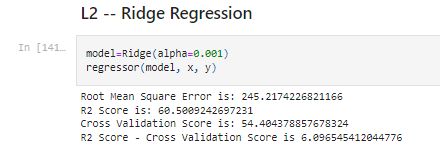 L2 -- Ridge Regression
In [141...
model=Ridge(alpha=0.001)
regressor(model, x, y)
Root Mean Square Error is: 245.2174226821166
R2 Score is: 60.5009242697231
Cross Validation Score is: 54.404378857678324
R2 Score - Cross Validation Score is 6.096545412044776